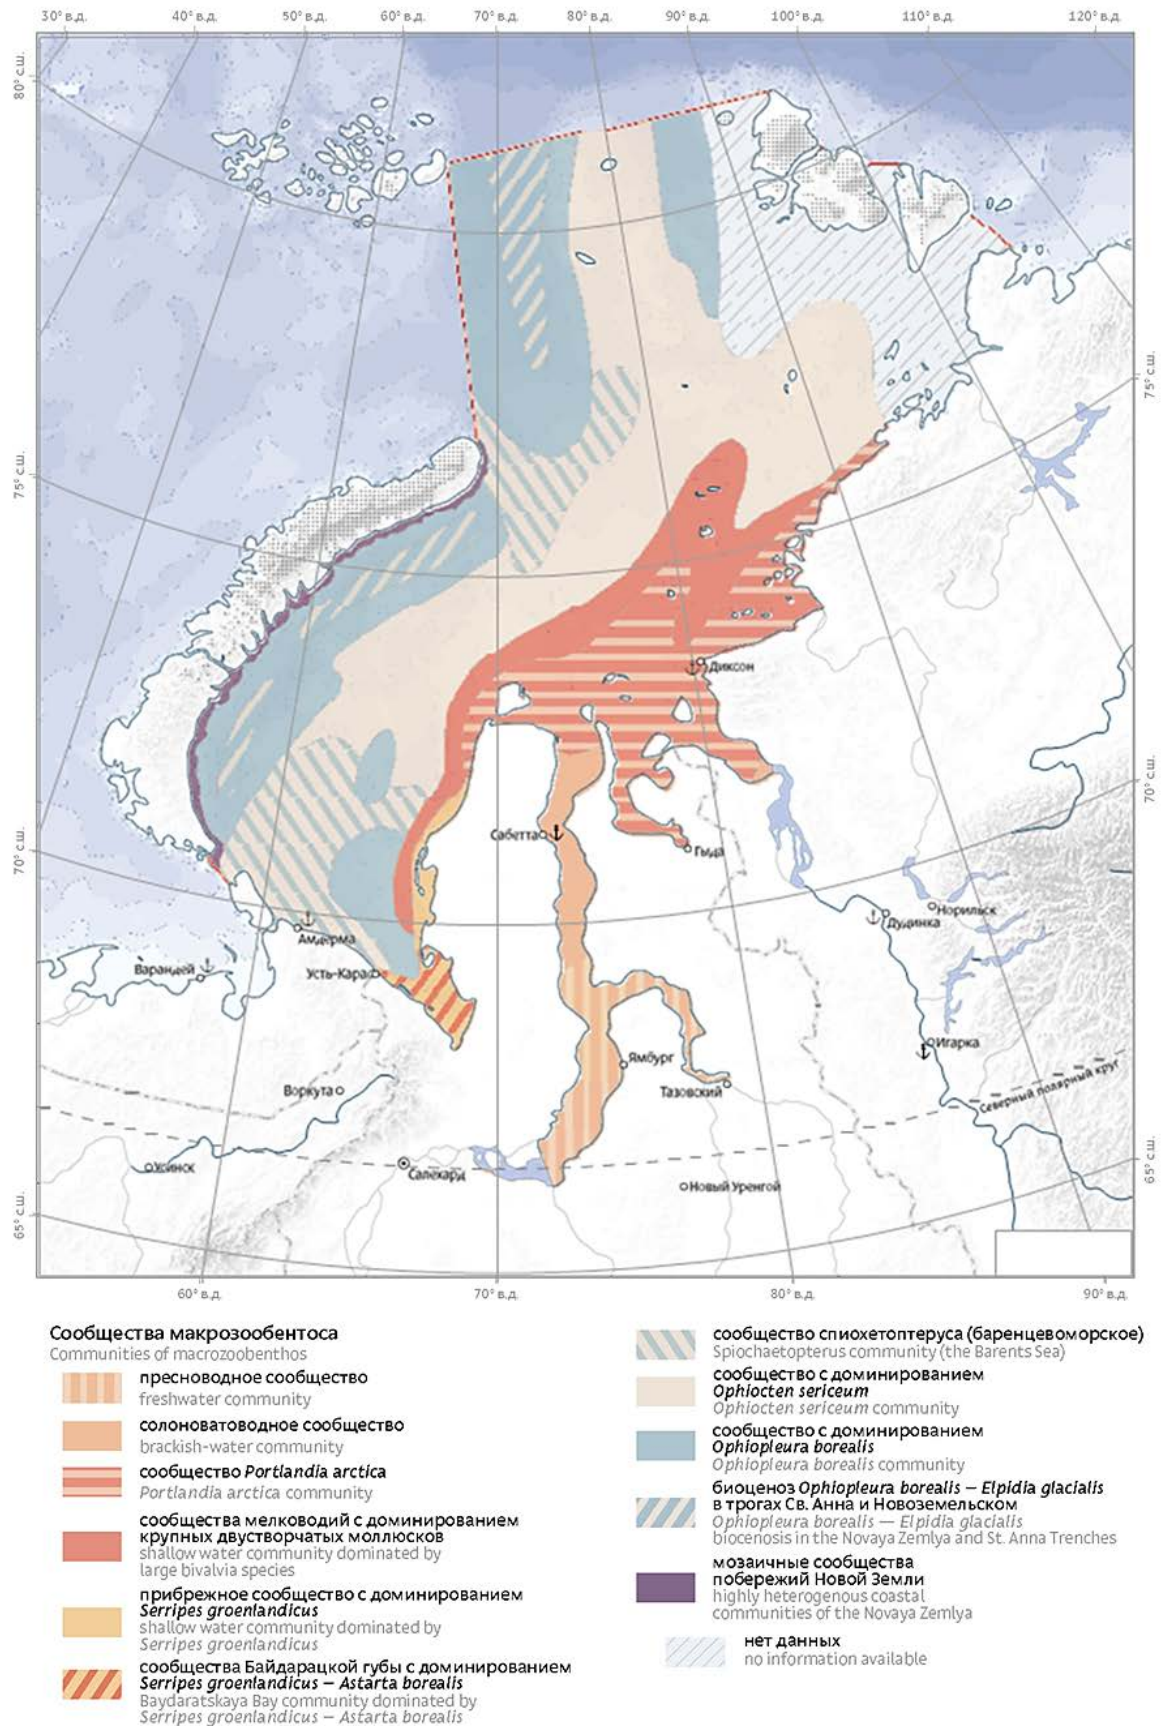 30° в.д. 40° в.д. 50° в.д. 60° в.д. 70° в.д. 80° в.д. 90° в.д. 100° в.д. 110° в.д. 120° в.д.
80° с.ш.
75° с.ш.
75° с.ш.
Диксон
70° с.ш.
Сабетта
Гыда
70° с.ш.
Норильск
Дудинка
Амдерма
Варандей
Усть-Кара
Игарка
Ямбург
Воркута
Тазовский
Северный полярный круг
Усинск
Салехард
Новый Уренгой
65° с.ш.
65° с.ш.
60° в.д. 70° в.д. 80° в.д. 90° в.д.
Сообщества макрозообентоса
Communities of macrozoobenthos
пресноводное сообщество
freshwater community
солоноватоводное сообщество
brackish-water community
сообщество Portlandia arctica
Portlandia arctica community
сообщества мелководий с доминированием
крупных двустворчатых моллюсков
shallow water community dominated by
large bivalvia species
прибрежное сообщество с доминированием
Serripes groenlandicus
shallow water community dominated by
Serripes groenlandicus
сообщества Байдарацкой губы с доминированием
Serripes groenlandicus — Astarta borealis
Baydaratskaya Bay community dominated by
Serripes groenlandicus — Astarta borealis
сообщество спиохетоптеруса (баренцевоморское)
Spiochaetopterus community (the Barents Sea)
сообщество с доминированием
Ophiocten sericeum
Ophiocten sericeum community
сообщество с доминированием
Ophiopleura borealis
Ophiopleura borealis community
биоценоз Ophiopleura borealis — Elpidia glacialis
в трогах Св. Анна и Новоземельском
Ophiopleura borealis — Elpidia glacialis
biocenosis in the Novaya Zemlya and St. Anna Trenches
мозаичные сообщества
побережий Новой Земли
highly heterogenous coastal
communities of the Novaya Zemlya
нет данных
no information available